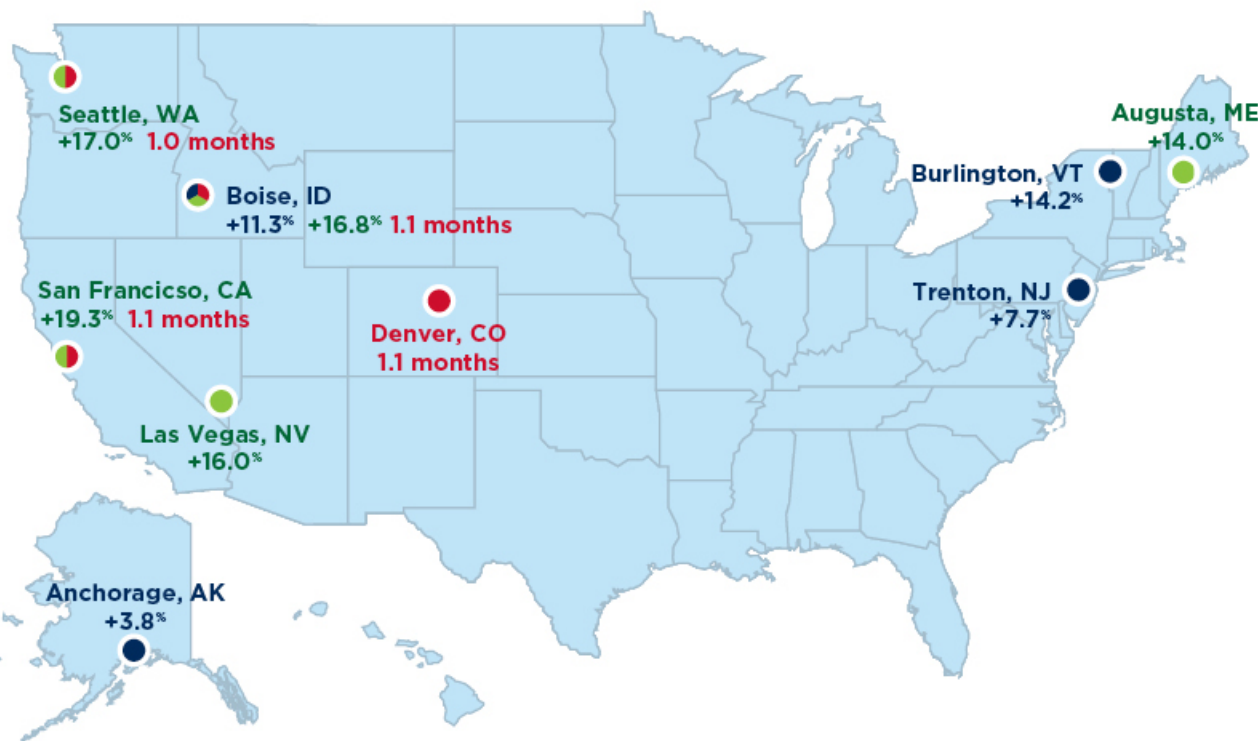 Seattle, WA
+17.0% 1.0 months
Boise, ID
+11.3% +16.8% 1.1 months
San Francicso, CA
+19.3% 1.1 months
Las Vegas, NV
+16.0%
Denver, CO
1.1 months
Augusta, ME
+14.0%
Burlington, VT
+14.2%
Trenton, NJ
+7.7%
Anchorage, AK
+3.8%